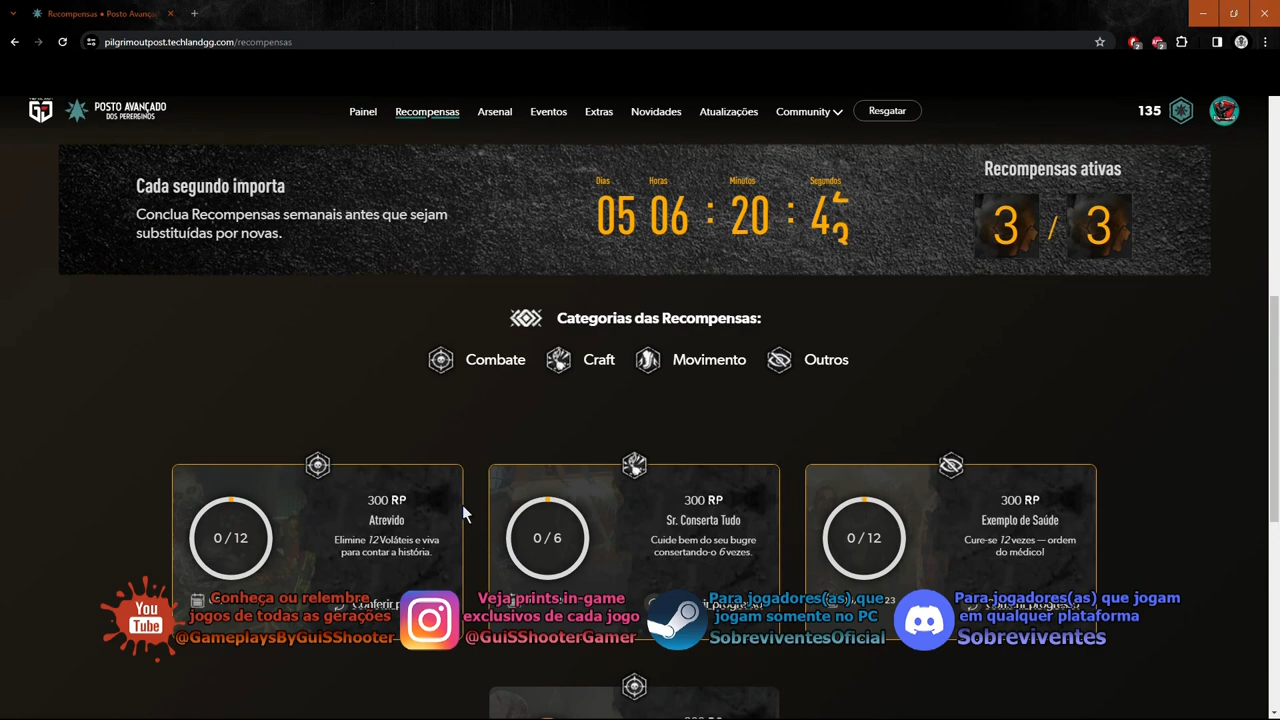 Recompensas • Posto Avanç
pilgrimoutpost.techlandgg.com/recompensas
2
2
GG
POSTO AVANÇADO
DOS PEREGRINOS
Painel
Recompensas
Arsenal
Eventos
Extras
Novidades
Atualizações
Community
Resgatar
135
Cada segundo importa
Conclua Recompensas semanais antes que sejam
substituídas por novas.
Dias
Horas
Minutos
Segundos
05 06 : 20 : 43
Recompensas ativas
3 / 3
Categorias das Recompensas:
Combate
Craft
Movimento
Outros
0 / 12
300 RP
Atrevido
Elimine 12 Voláteis e viva
para contar a história.
0 / 6
300 RP
Sr. Conserta Tudo
Cuide bem do seu bugre
consertando-o 6 vezes.
0 / 12
300 RP
Exemplo de Saúde
Cure-se 12 vezes — ordem
do médico!
You
Tube
Conheça ou relembre
jogos de todas as gerações
@GameplaysByGuiSShooter
Veja prints in-game
exclusivos de cada jogo
@GuiSShooterGamer
Para jogadores(as) que
jogam somente no PC
SobreviventesOficial
Para jogadores(as) que jogam
em qualquer plataforma
Sobreviventes